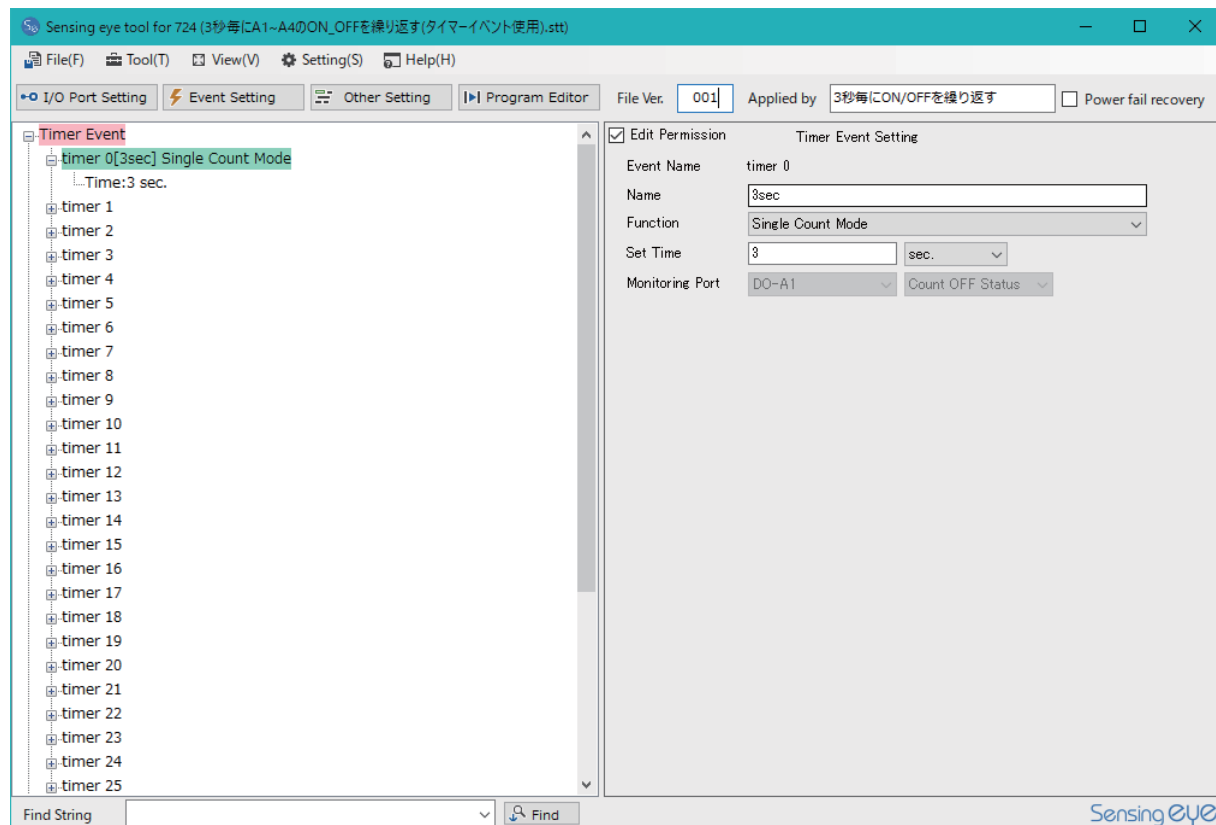 Sensing eye tool for 724 (3秒毎にA1~A4のON_OFFを繰り返す(タイマーイベント使用).stt)
File(F) Tool(T) View(V) Setting(S) Help(H)
I/O Port Setting Event Setting Other Setting Program Editor File Ver. 001 Applied by 3秒毎にON/OFFを繰り返す Power fail recovery
Timer Event
timer 0[3sec] Single Count Mode
Time:3 sec.
timer 1
timer 2
timer 3
timer 4
timer 5
timer 6
timer 7
timer 8
timer 9
timer 10
timer 11
timer 12
timer 13
timer 14
timer 15
timer 16
timer 17
timer 18
timer 19
timer 20
timer 21
timer 22
timer 23
timer 24
timer 25
Edit Permission Timer Event Setting
Event Name timer 0
Name 3sec
Function Single Count Mode
Set Time 3 sec.
Monitoring Port DO-A1 Count OFF Status
Find String Find
Sensing eye